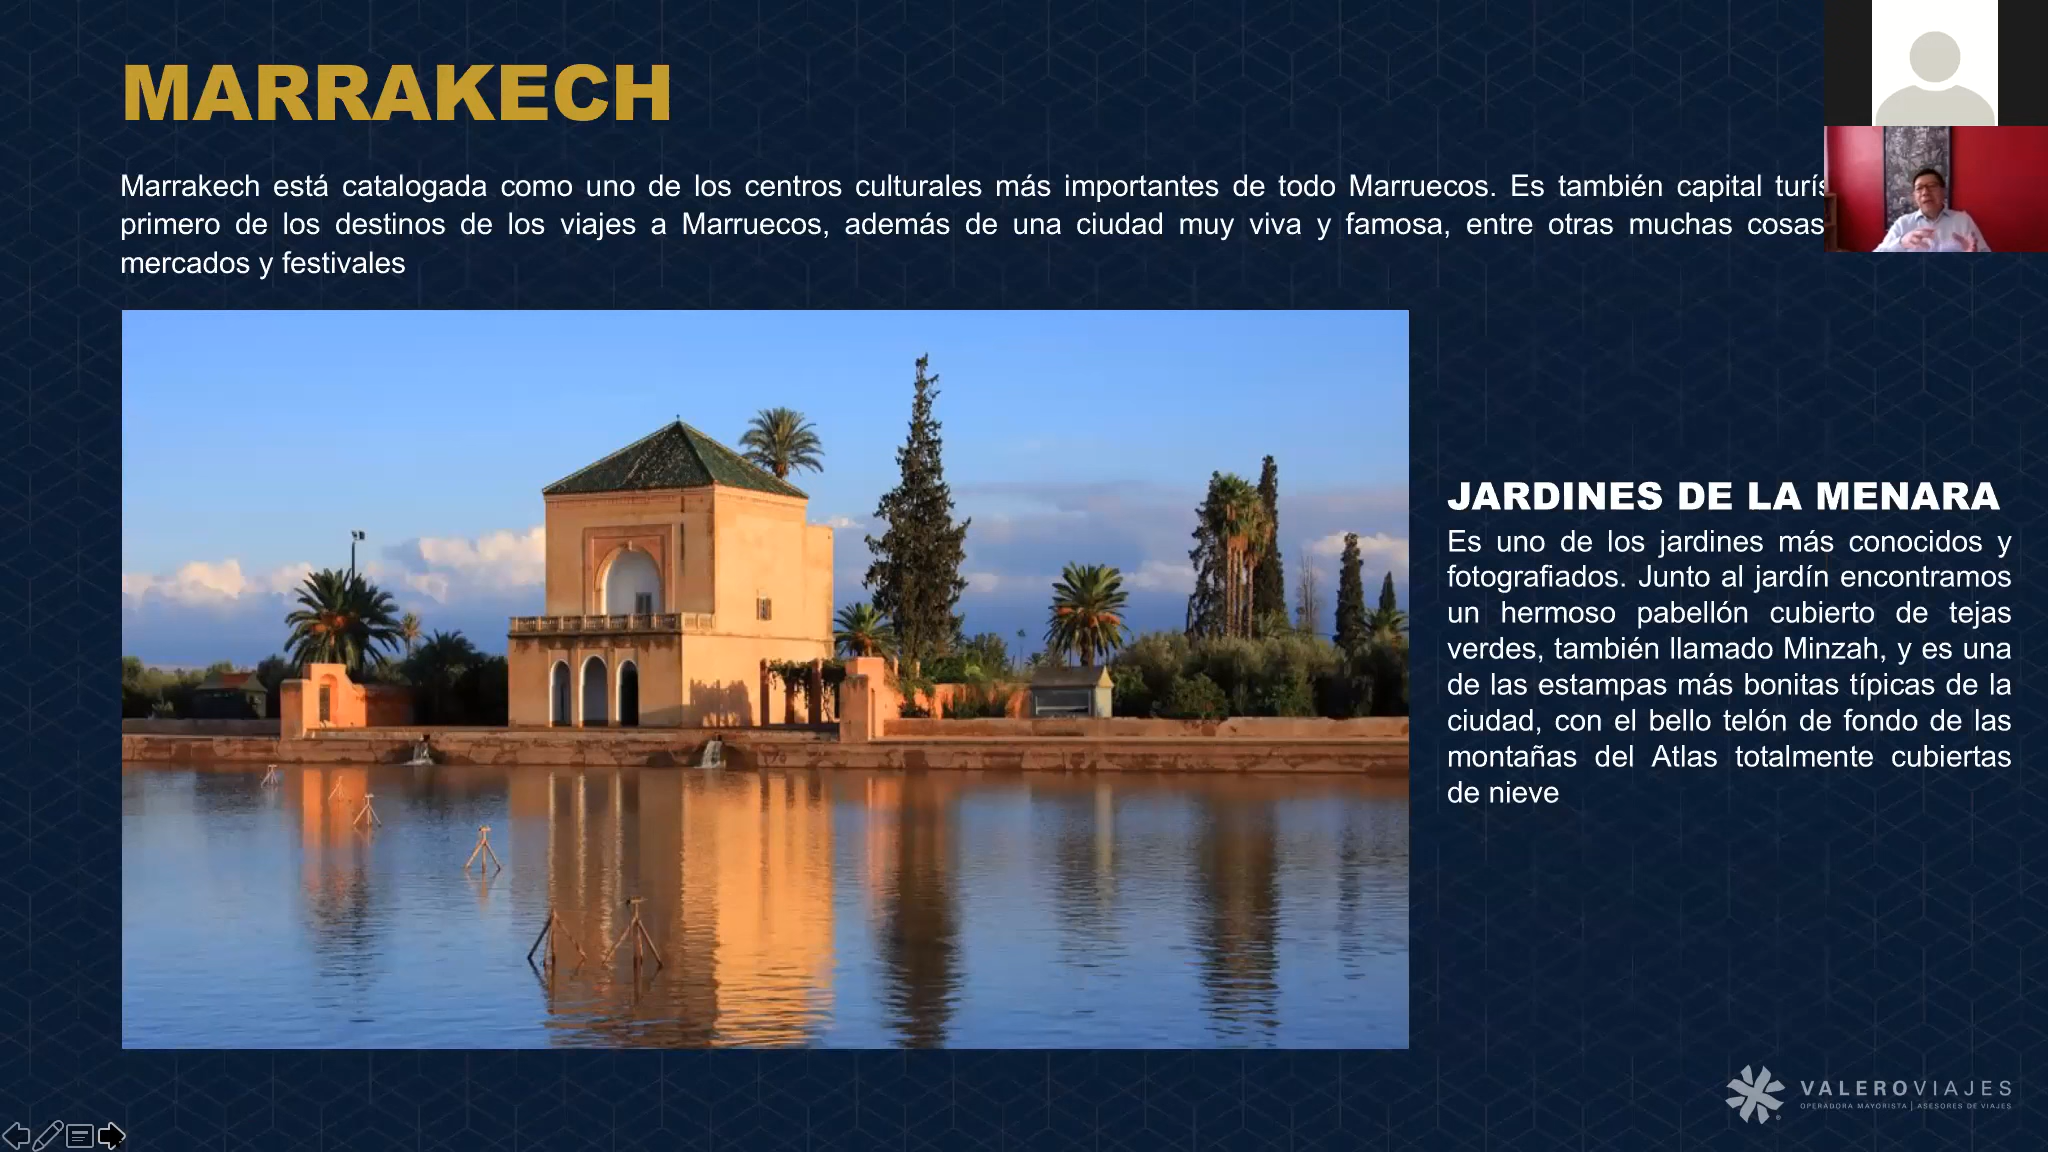 MARRAKECH
Marrakech está catalogada como uno de los centros culturales más importantes de todo Marruecos. Es también capital
primero de los destinos de los viajes a Marruecos, además de una ciudad muy viva y famosa, entre otras muchas cosas
mercados y festivales
JARDINES DE LA MENARA
Es uno de los jardines más conocidos y
fotografiados. Junto al jardín encontramos
un hermoso pabellón cubierto de tejas
verdes, también llamado Minzah, y es una
de las estampas más bonitas típicas de la
ciudad, con el bello telón de fondo de las
montañas del Atlas totalmente cubiertas
de nieve
VALEROVIAJES
OPERADORA MAYORISTA | ASESORES DE VIAJES